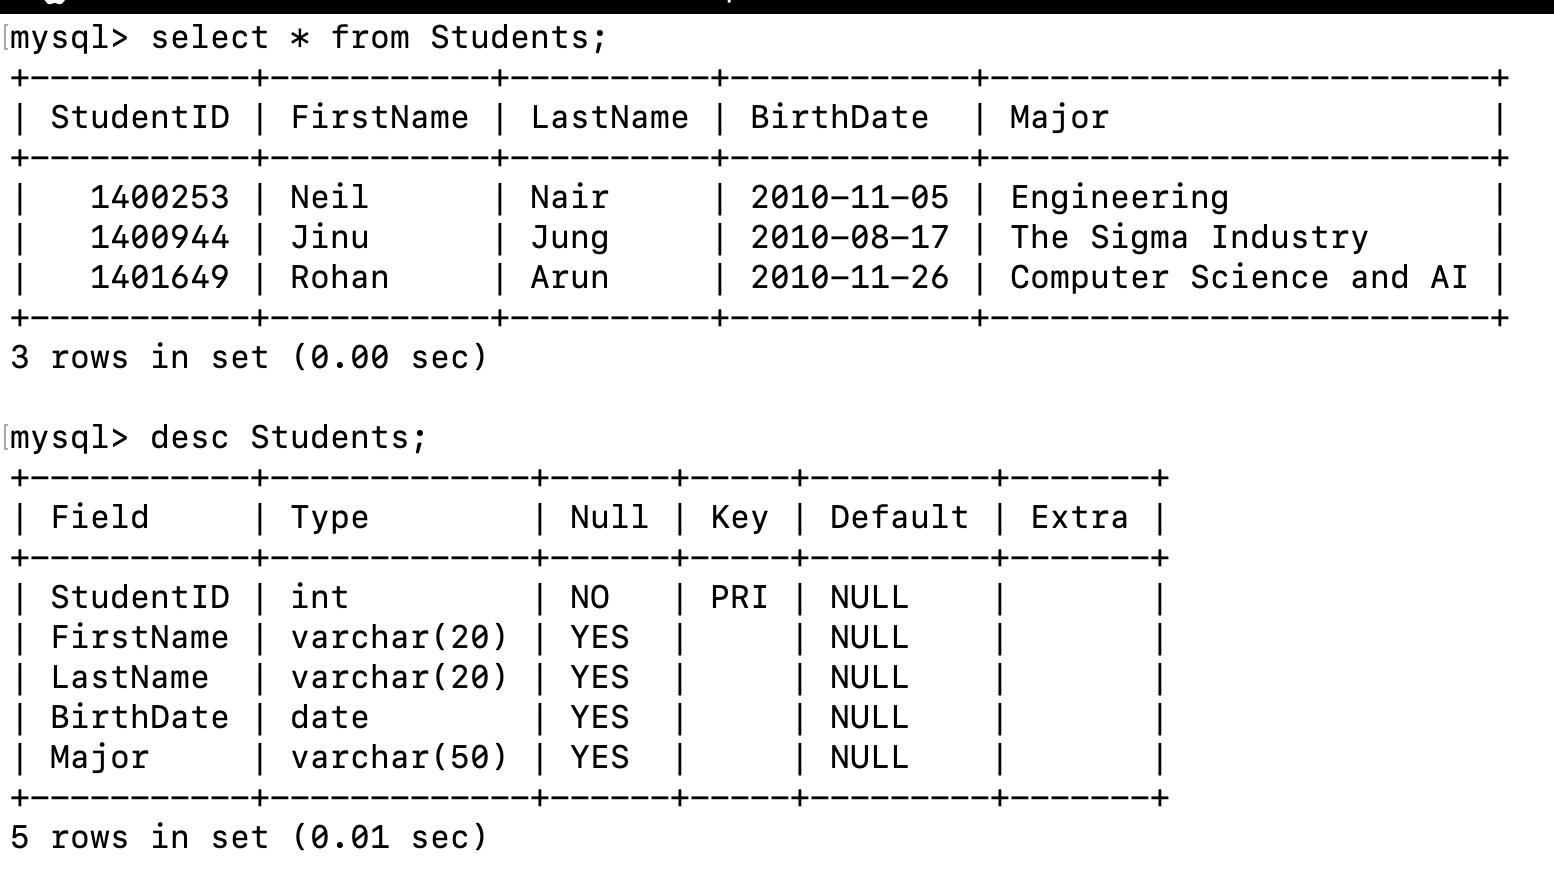 mysql> select * from Students;
+-----------+-----------+----------+------------+-------------------------+
| StudentID | FirstName | LastName | BirthDate  | Major                   |
+-----------+-----------+----------+------------+-------------------------+
|   1400253 | Neil      | Nair     | 2010-11-05 | Engineering             |
|   1400944 | Jinu      | Jung     | 2010-08-17 | The Sigma Industry      |
|   1401649 | Rohan     | Arun     | 2010-11-26 | Computer Science and AI |
+-----------+-----------+----------+------------+-------------------------+
3 rows in set (0.00 sec)
mysql> desc Students;
+-----------+-------------+------+-----+---------+-------+
| Field     | Type        | Null | Key | Default | Extra |
+-----------+-------------+------+-----+---------+-------+
| StudentID | int         | NO   | PRI | NULL    |       |
| FirstName | varchar(20) | YES  |     | NULL    |       |
| LastName  | varchar(20) | YES  |     | NULL    |       |
| BirthDate | date        | YES  |     | NULL    |       |
| Major     | varchar(50) | YES  |     | NULL    |       |
+-----------+-------------+------+-----+---------+-------+
5 rows in set (0.01 sec)